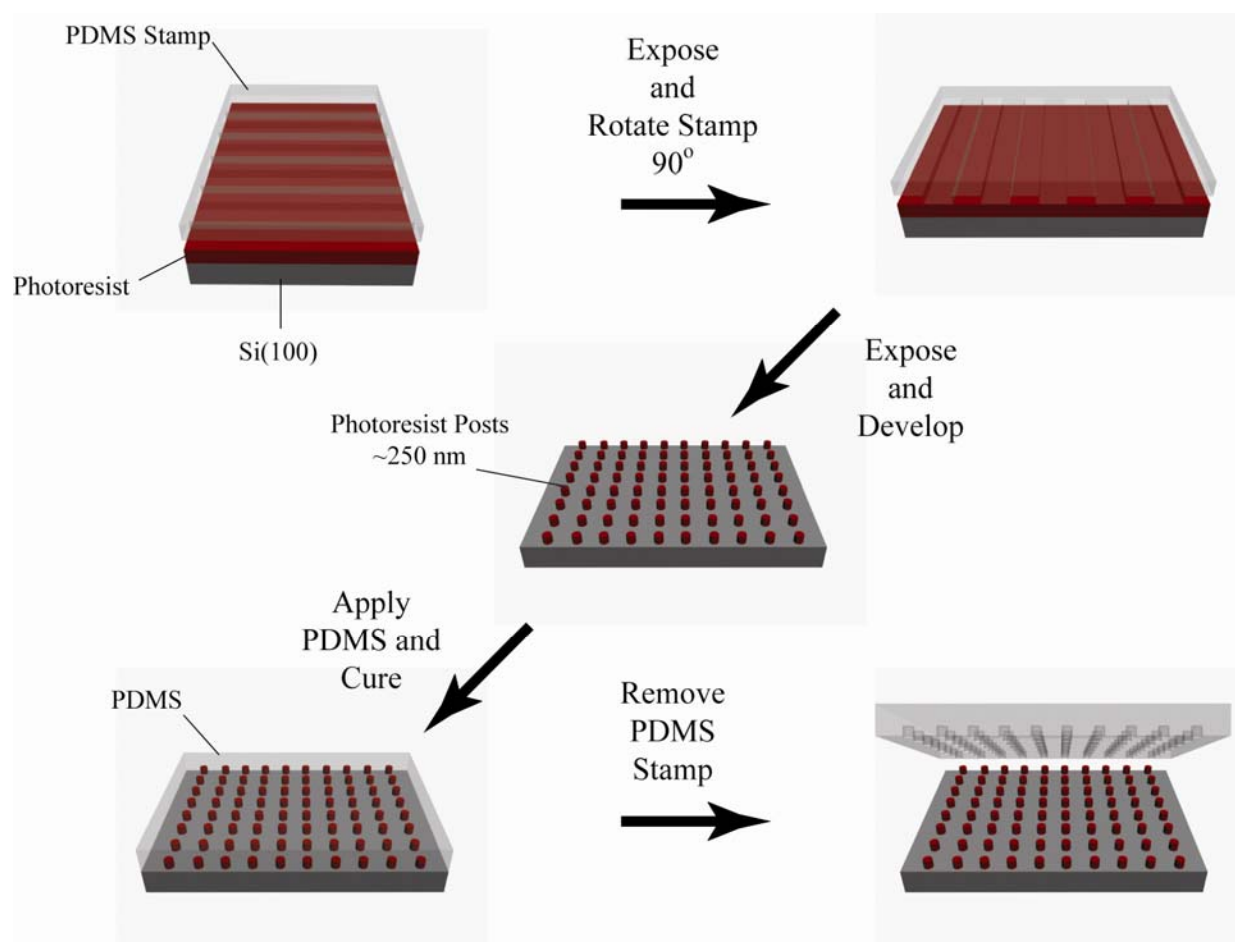 PDMS Stamp
Expose
and
Rotate Stamp
90°
Photoresist
Si(100)
Expose
and
Develop
Photoresist Posts
~250 nm
Apply
PDMS and
Cure
PDMS
Remove
PDMS
Stamp